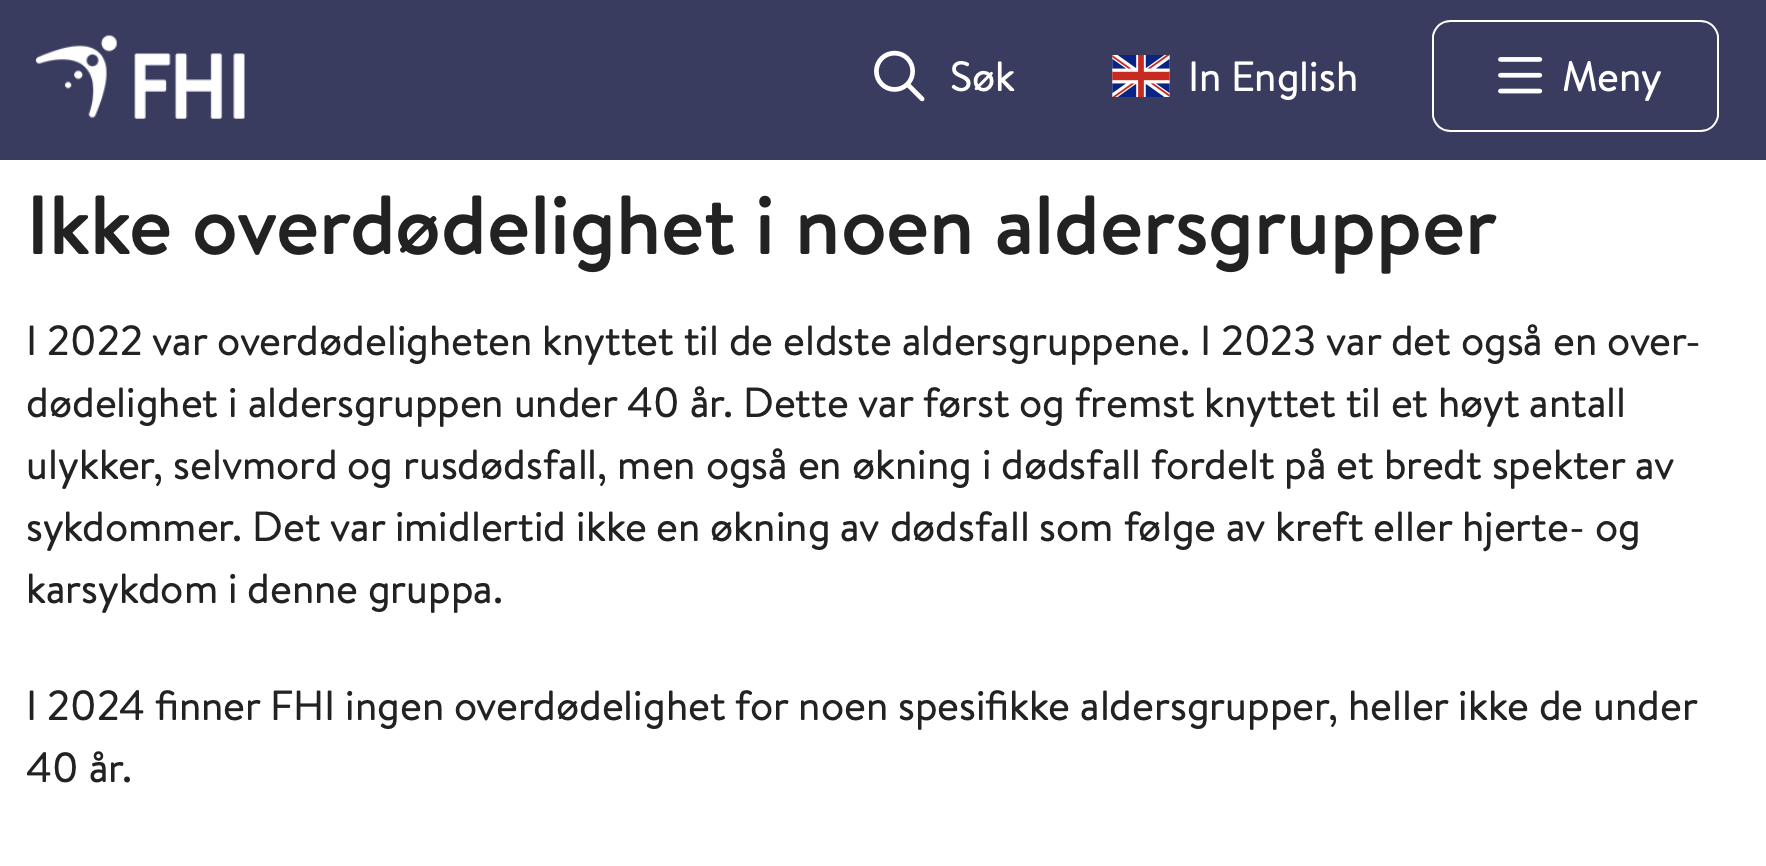 FHI
Søk
In English
Meny
Ikke overdødelighet i noen aldersgrupper
I 2022 var overdødeligheten knyttet til de eldste aldersgruppene. I 2023 var det også en over-
dødelighet i aldersgruppen under 40 år. Dette var først og fremst knyttet til et høyt antall
ulykker, selvmord og rusdødsfall, men også en økning i dødsfall fordelt på et bredt spekter av
sykdommer. Det var imidlertid ikke en økning av dødsfall som følge av kreft eller hjerte- og
karsykdom i denne gruppa.
I 2024 finner FHI ingen overdødelighet for noen spesifikke aldersgrupper, heller ikke de under
40 år.